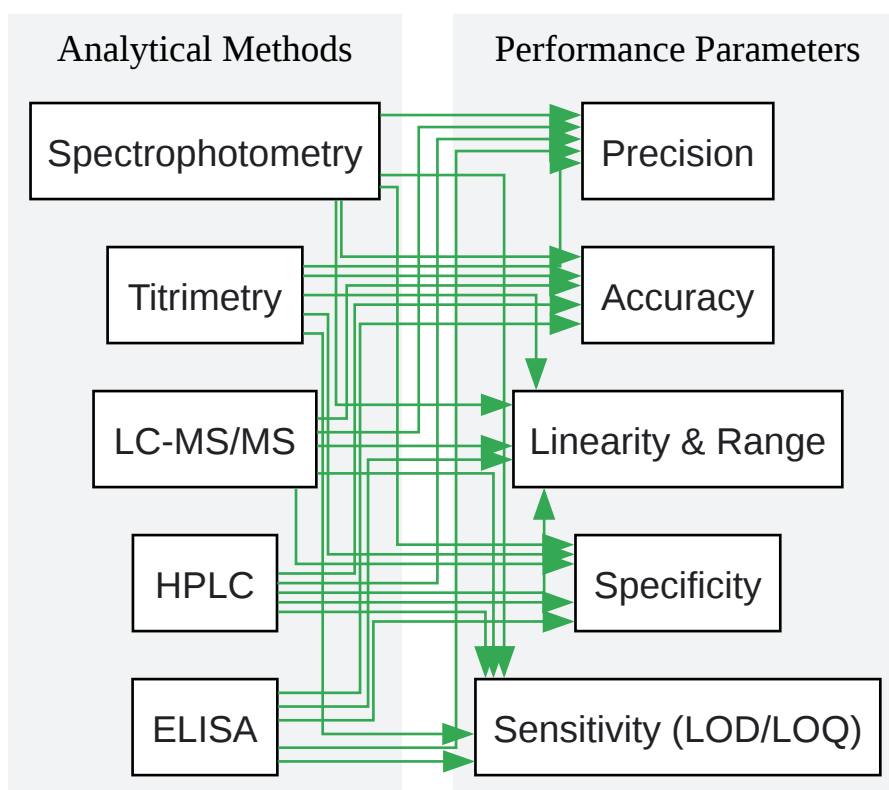 Analytical Methods
Performance Parameters
Spectrophotometry
Precision
Titrimetry
Accuracy
LC-MS/MS
Linearity & Range
HPLC
Specificity
ELISA
Sensitivity (LOD/LOQ)